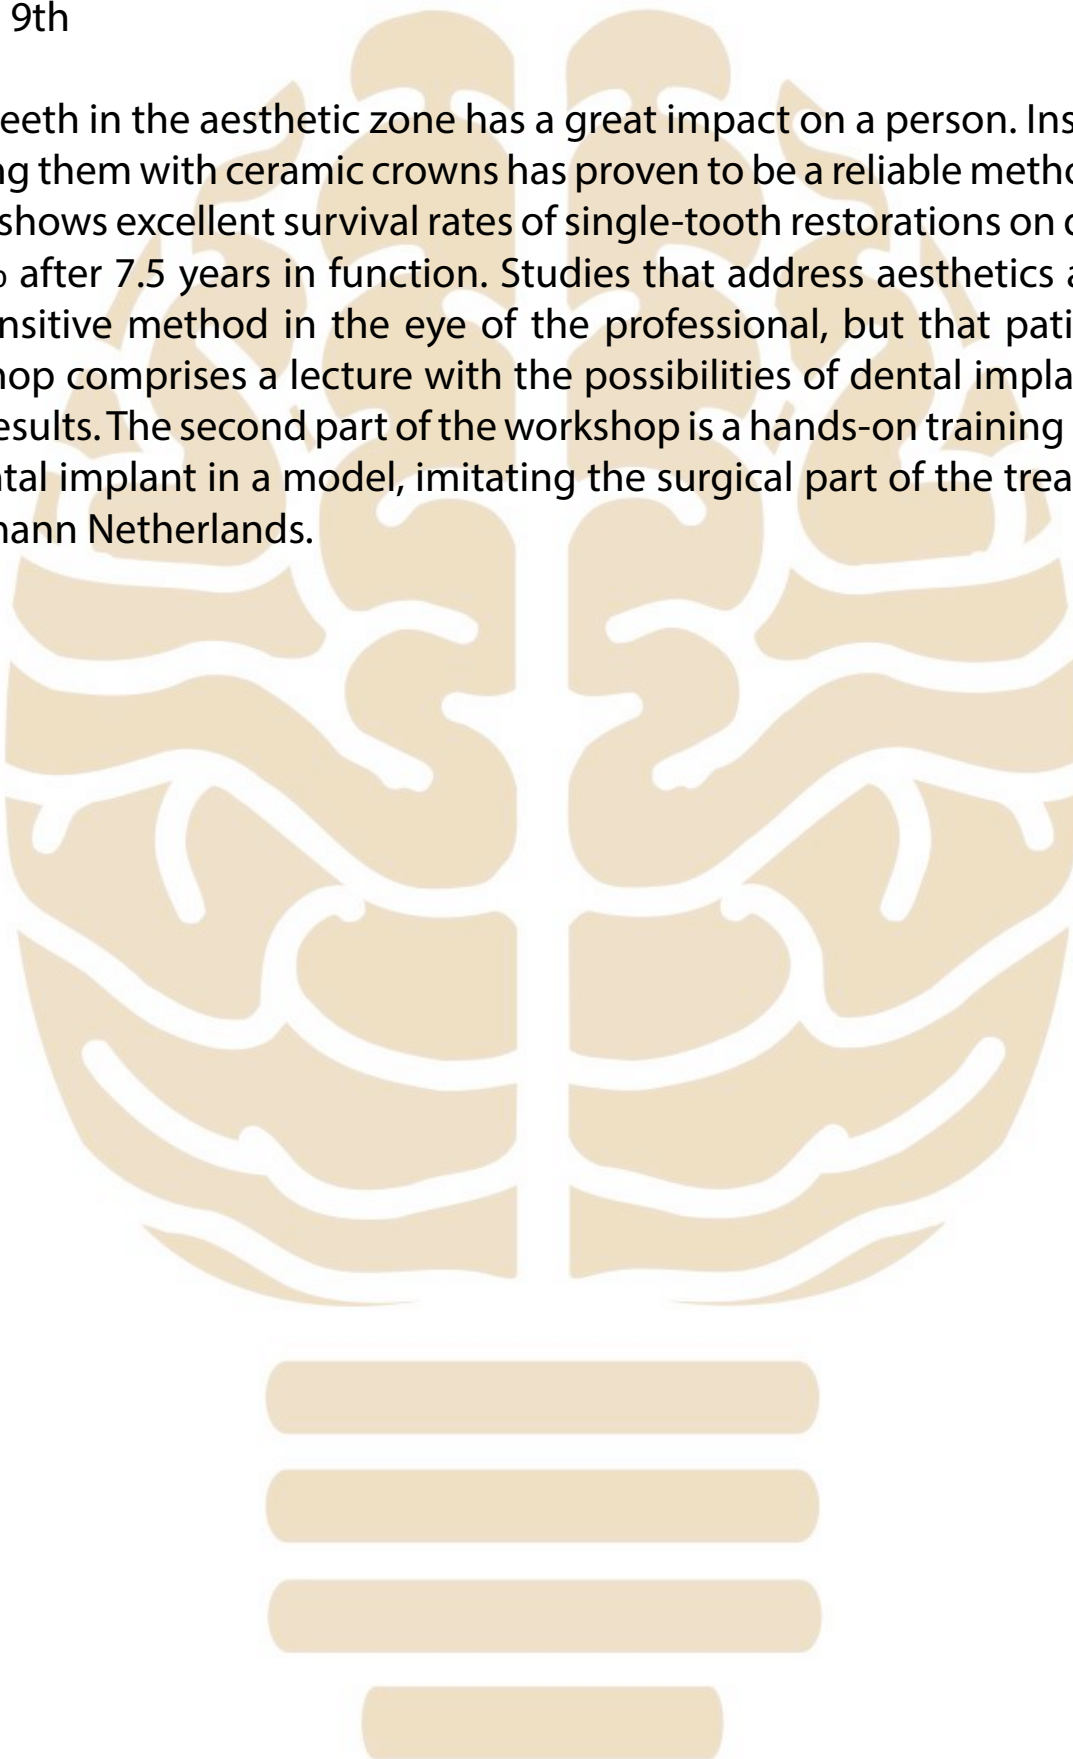 9th
eeth in the aesthetic zone has a great impact on a person. Ins
ng them with ceramic crowns has proven to be a reliable metho
shows excellent survival rates of single-tooth restorations on
after 7.5 years in function. Studies that address aesthetics a
nsitive method in the eye of the professional, but that pati
hop comprises a lecture with the possibilities of dental impla
esults. The second part of the workshop is a hands-on training
ntal implant in a model, imitating the surgical part of the trea
mann Netherlands.